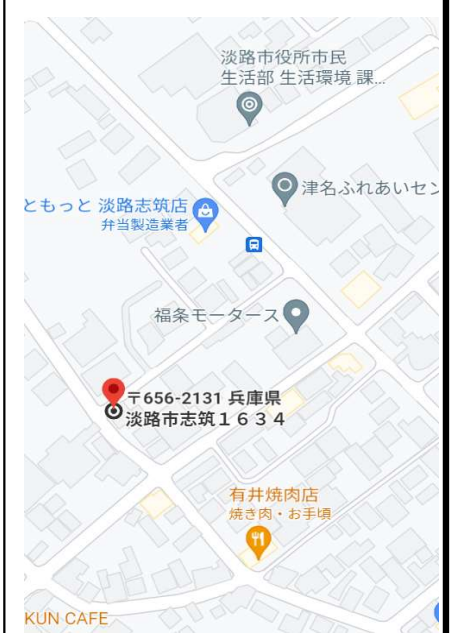 淡路市役所市民
生活部 生活環境 課...
津名ふれあいセン
ともっと 淡路志筑店
弁当製造業者
福条モータース
〒656-2131 兵庫県
淡路市志筑１６３４
有井焼肉店
焼き肉・お手頃
KUN CAFE